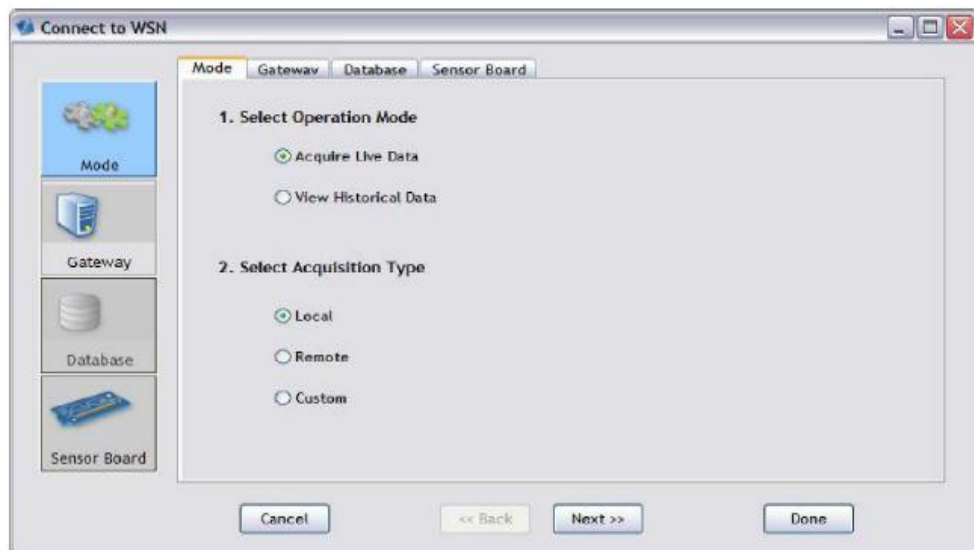 Connect to WSN
Mode Gateway Database Sensor Board
Mode
Gateway
Database
Sensor Board
1. Select Operation Mode
Acquire Live Data
View Historical Data
2. Select Acquisition Type
Local
Remote
Custom
Cancel << Back Next >> Done